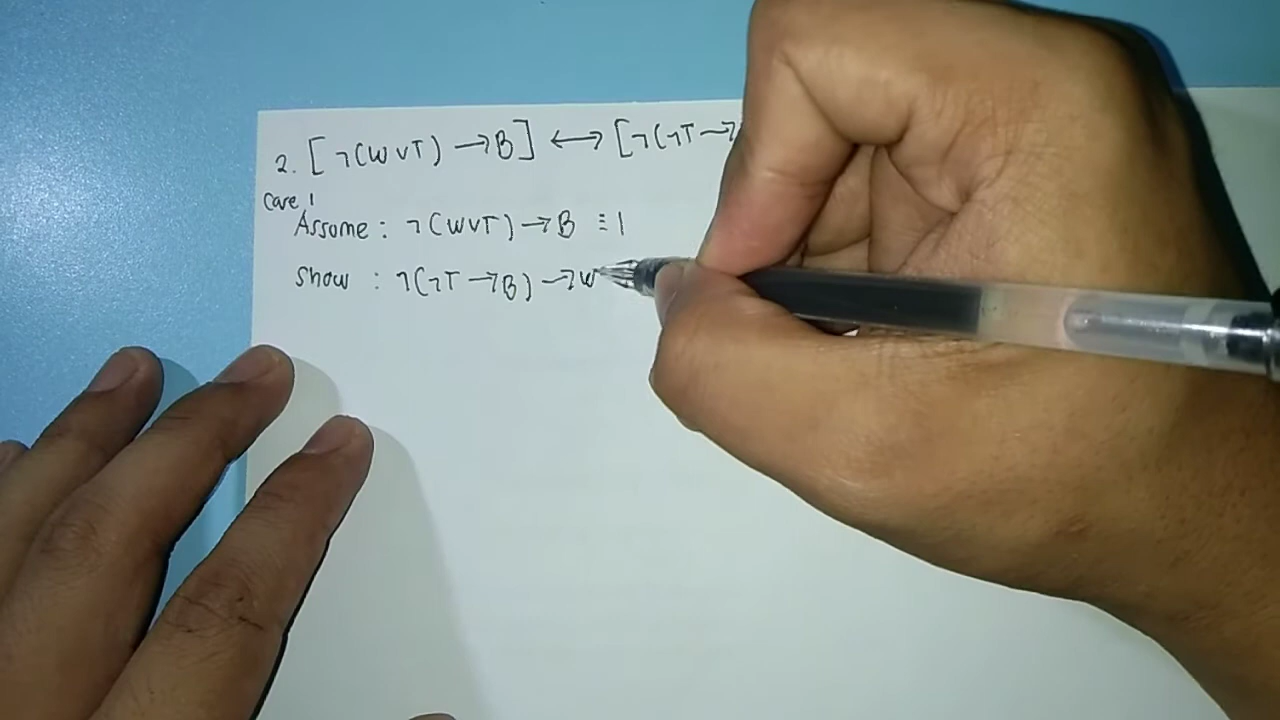 2. [¬(W∨T) → B] ↔ [¬(¬T →
Case 1
Assume : ¬(W∨T) → B ≡ 1
Show : ¬(¬T → B) → W